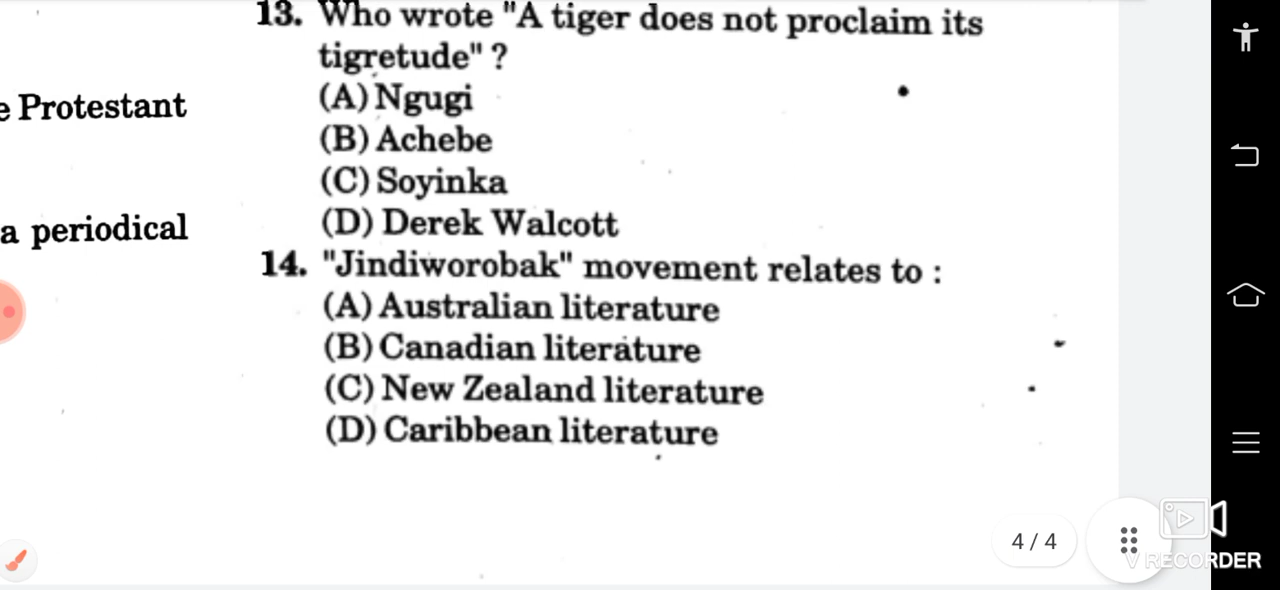 13. Who wrote "A tiger does not proclaim its
tigretude" ?
(A) Ngugi
(B) Achebe
(C) Soyinka
(D) Derek Walcott
14. "Jindiworobak" movement relates to :
(A) Australian literature
(B) Canadian literature
(C) New Zealand literature
(D) Caribbean literature
e Protestant
a periodical
4 / 4
V RECORDER